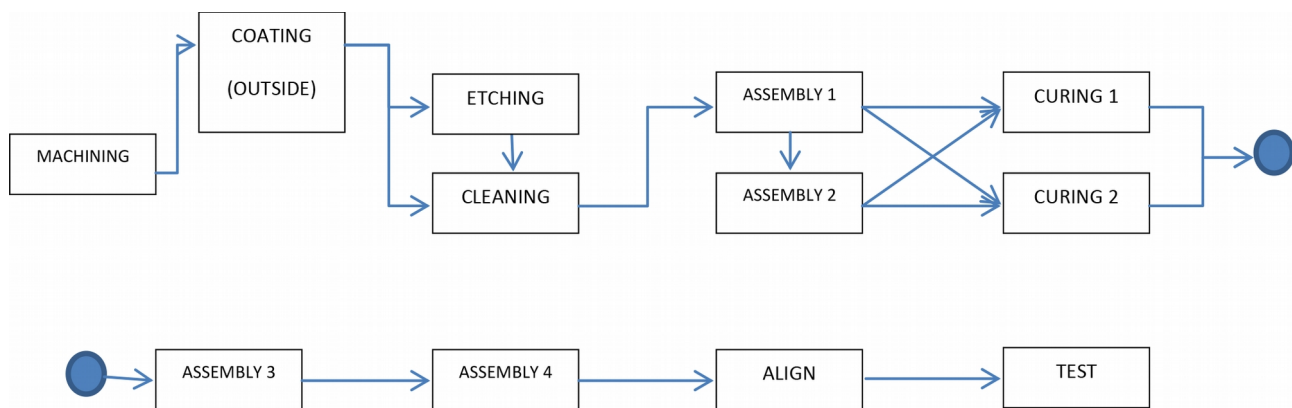 COATING
(OUTSIDE)
MACHINING
ETCHING
CLEANING
ASSEMBLY 1
ASSEMBLY 2
CURING 1
CURING 2
ASSEMBLY 3
ASSEMBLY 4
ALIGN
TEST